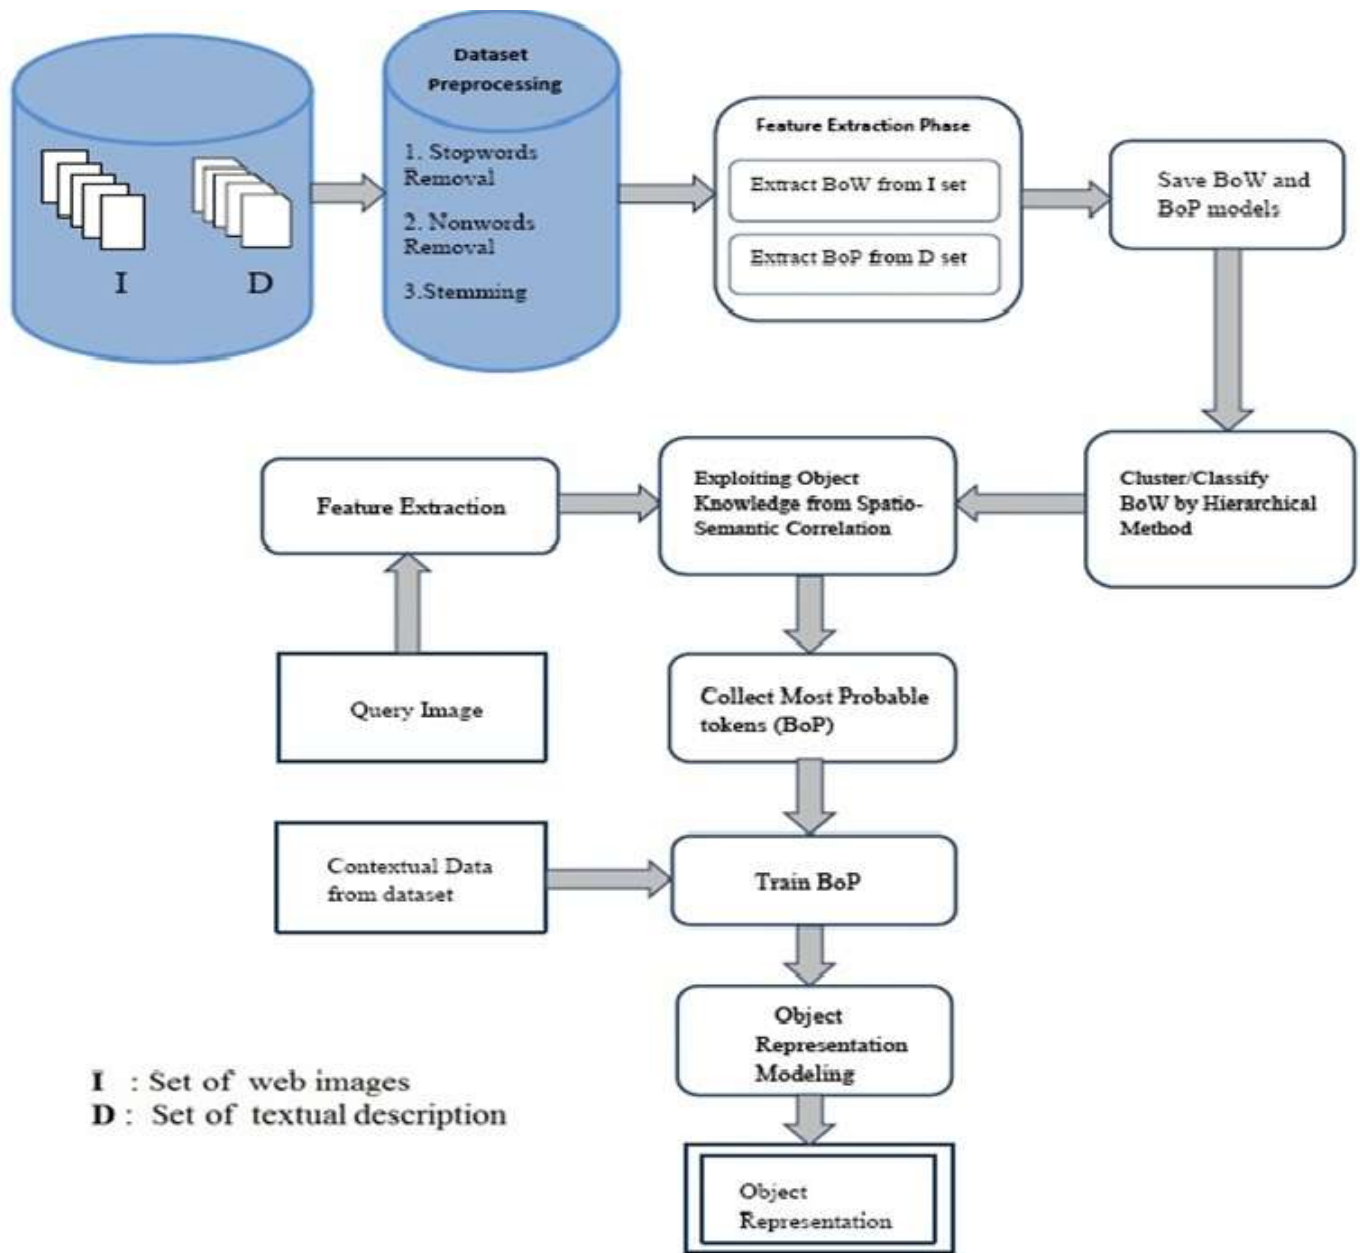 I
D
Dataset
Preprocessing
1. Stopwords
Removal
2. Nonwords
Removal
3.Stemming
Feature Extraction Phase
Extract BoW from I set
Extract BoP from D set
Save BoW and
BoP models
Feature Extraction
Exploiting Object
Knowledge from Spatio-
Semantic Correlation
Cluster/Classify
BoW by Hierarchical
Method
Query Image
Collect Most Probable
tokens (BoP)
Contextual Data
from dataset
Train BoP
Object
Representation
Modeling
I : Set of web images
D : Set of textual description
Object
Representation